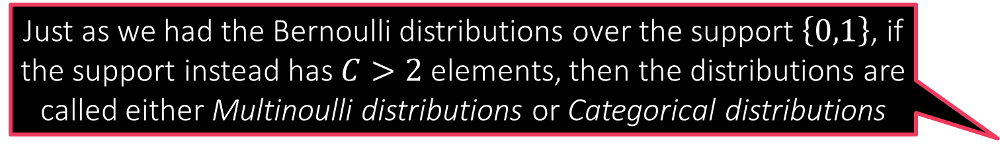 Just as we had the Bernoulli distributions over the support {0,1}, if
the support instead has C > 2 elements, then the distributions are
called either Multinoulli distributions or Categorical distributions